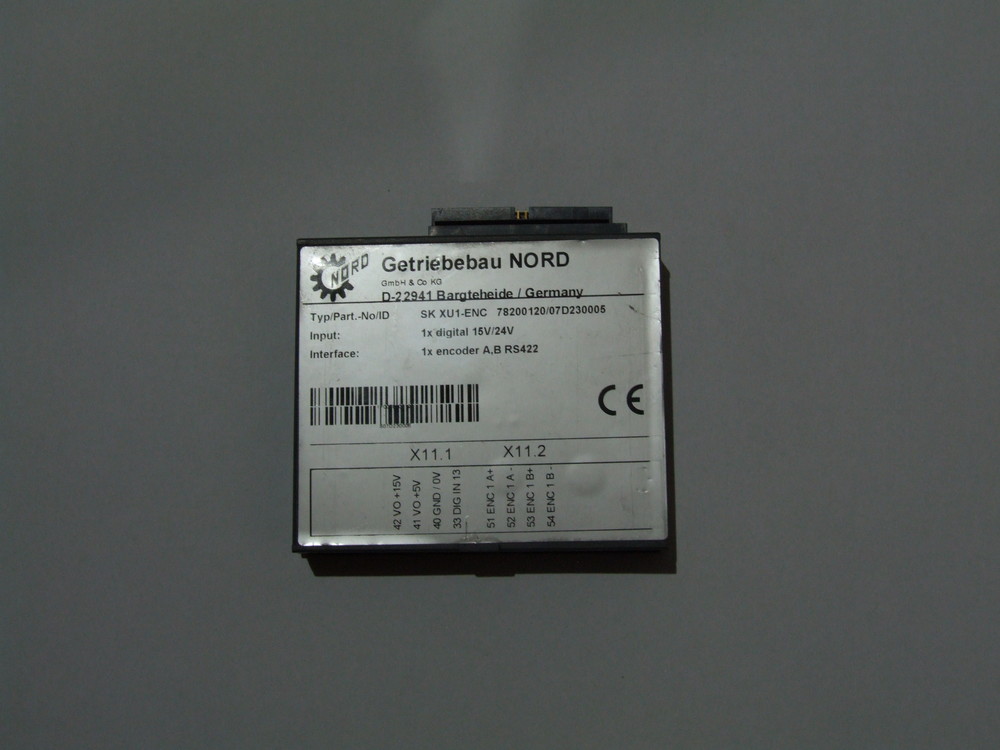 NORD
Getriebebau NORD
GmbH & Co KG
D-22941 Bargteheide / Germany
Typ/Part.-No/ID SK XU1-ENC 78200120/07D230005
Input: 1x digital 15V/24V
Interface: 1x encoder A,B RS422
CE
X11.1 X11.2
42 VO +15V
41 VO +5V
40 GND / 0V
33 DIG IN 13
51 ENC 1 A+
52 ENC 1 A -
53 ENC 1 B+
54 ENC 1 B -